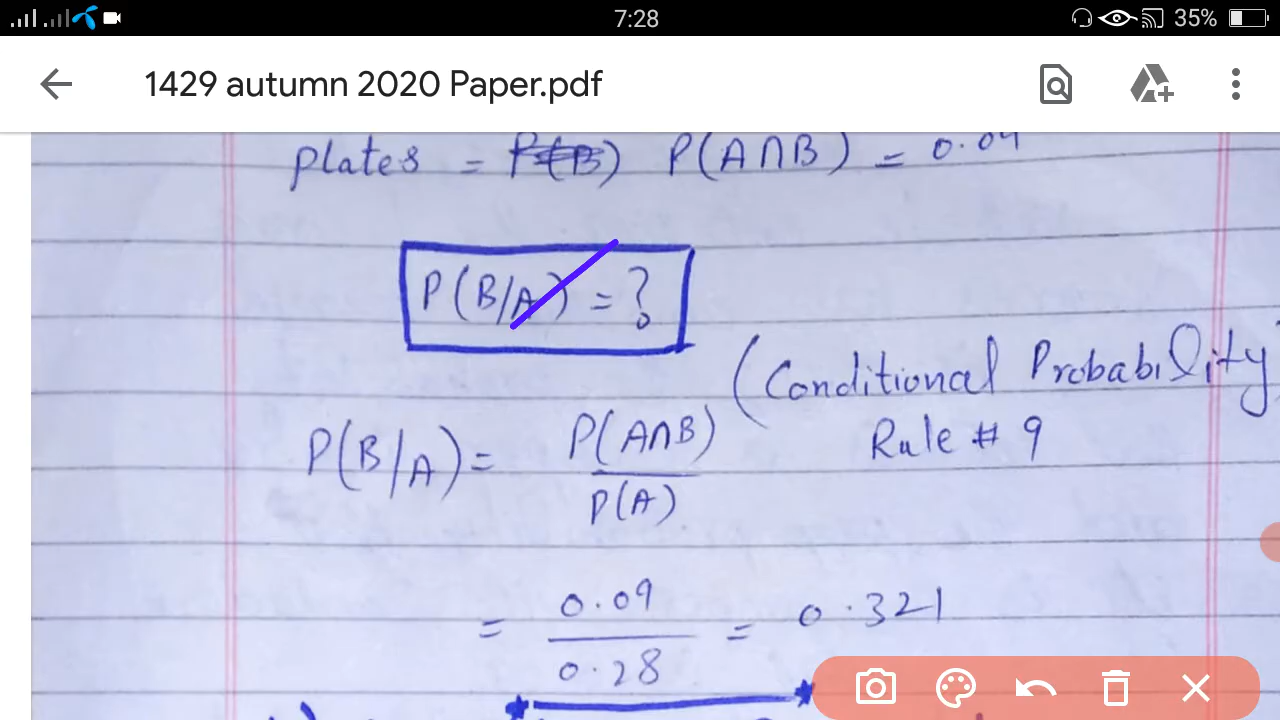 7:28
35%
1429 autumn 2020 Paper.pdf
plates = P(B) P(A∩B) = 0.09
P(B/A) = ?
(Conditional Probability
P(B/A) = P(A∩B)
P(A)
Rule # 9
= 0.09
0.28
= 0.321